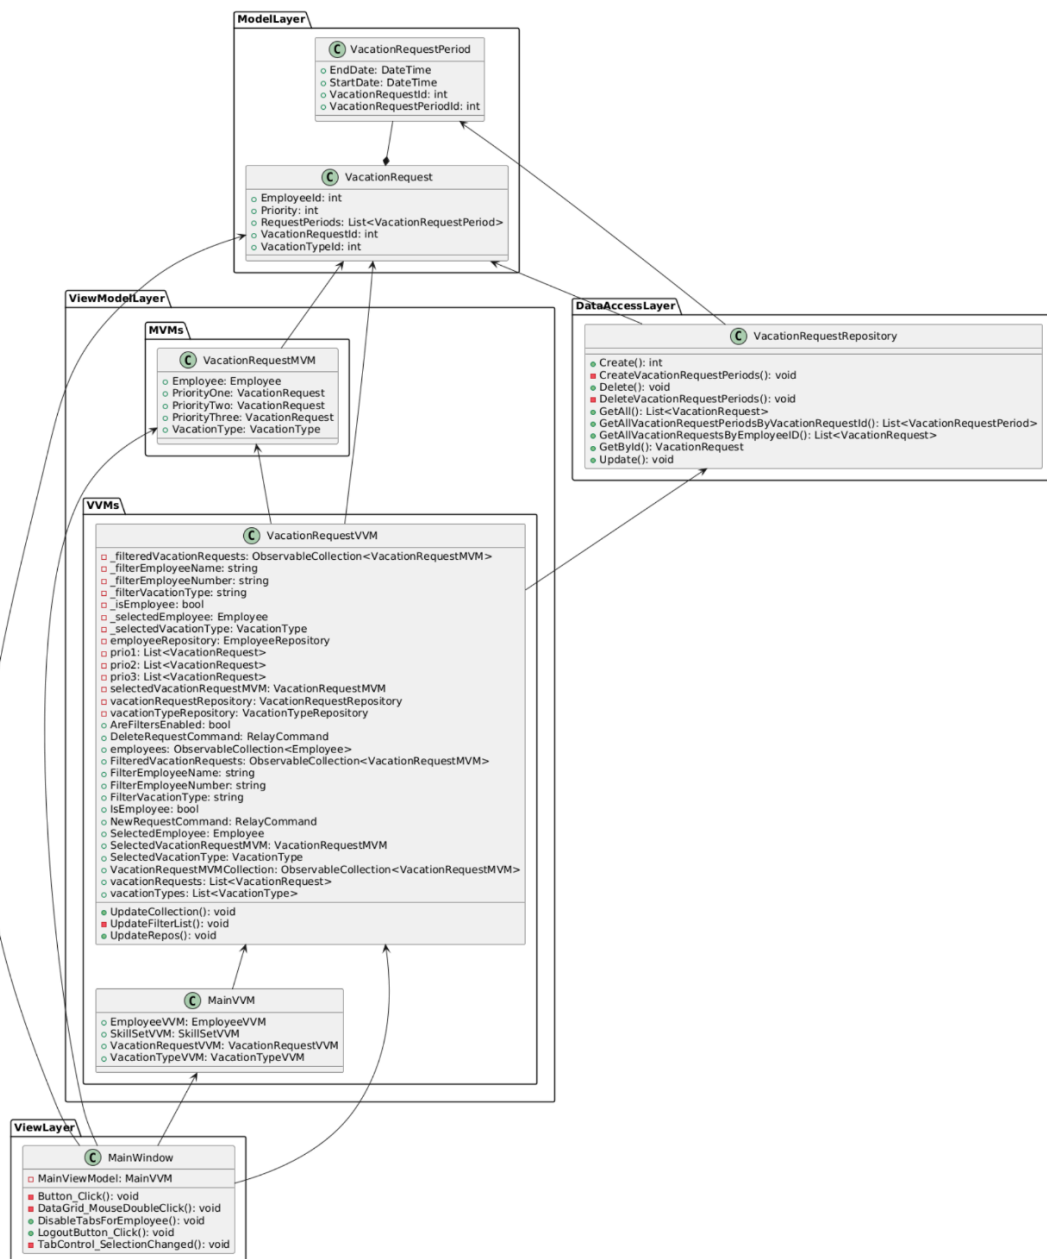 ModelLayer
C VacationRequestPeriod
EndDate: DateTime
StartDate: DateTime
VacationRequestId: int
VacationRequestPeriodId: int
C VacationRequest
EmployeeId: int
Priority: int
RequestPeriods: List<VacationRequestPeriod>
VacationRequestId: int
VacationTypeId: int
ViewModelLayer
MVMs
C VacationRequestMVM
Employee: Employee
PriorityOne: VacationRequest
PriorityTwo: VacationRequest
PriorityThree: VacationRequest
VacationType: VacationType
DataAccessLayer
C VacationRequestRepository
Create(): int
CreateVacationRequestPeriods(): void
Delete(): void
DeleteVacationRequestPeriods(): void
GetAll(): List<VacationRequest>
GetAllVacationRequestPeriodsByVacationRequestId(): List<VacationRequestPeriod>
GetAllVacationRequestsByEmployeeID(): List<VacationRequest>
GetById(): VacationRequest
Update(): void
VVMs
C VacationRequestVVM
_filteredVacationRequests: ObservableCollection<VacationRequestMVM>
_filterEmployeeName: string
_filterEmployeeNumber: string
_filterVacationType: string
_isEmployee: bool
_selectedEmployee: Employee
_selectedVacationType: VacationType
employeeRepository: EmployeeRepository
prio1: List<VacationRequest>
prio2: List<VacationRequest>
prio3: List<VacationRequest>
selectedVacationRequestMVM: VacationRequestMVM
vacationRequestRepository: VacationRequestRepository
vacationTypeRepository: VacationTypeRepository
AreFiltersEnabled: bool
DeleteRequestCommand: RelayCommand
employees: ObservableCollection<Employee>
FilteredVacationRequests: ObservableCollection<VacationRequestMVM>
FilterEmployeeName: string
FilterEmployeeNumber: string
FilterVacationType: string
IsEmployee: bool
NewRequestCommand: RelayCommand
SelectedEmployee: Employee
SelectedVacationRequestMVM: VacationRequestMVM
SelectedVacationType: VacationType
VacationRequestMVMCollection: ObservableCollection<VacationRequestMVM>
vacationRequests: List<VacationRequest>
vacationTypes: List<VacationType>
UpdateCollection(): void
UpdateFilterList(): void
UpdateRepos(): void
C MainVVM
EmployeeVVM: EmployeeVVM
SkillSetVVM: SkillSetVVM
VacationRequestVVM: VacationRequestVVM
VacationTypeVVM: VacationTypeVVM
ViewLayer
C MainWindow
MainViewModel: MainVVM
Button_Click(): void
DataGrid_MouseDoubleClick(): void
DisableTabsForEmployee(): void
LogoutButton_Click(): void
TabControl_SelectionChanged(): void